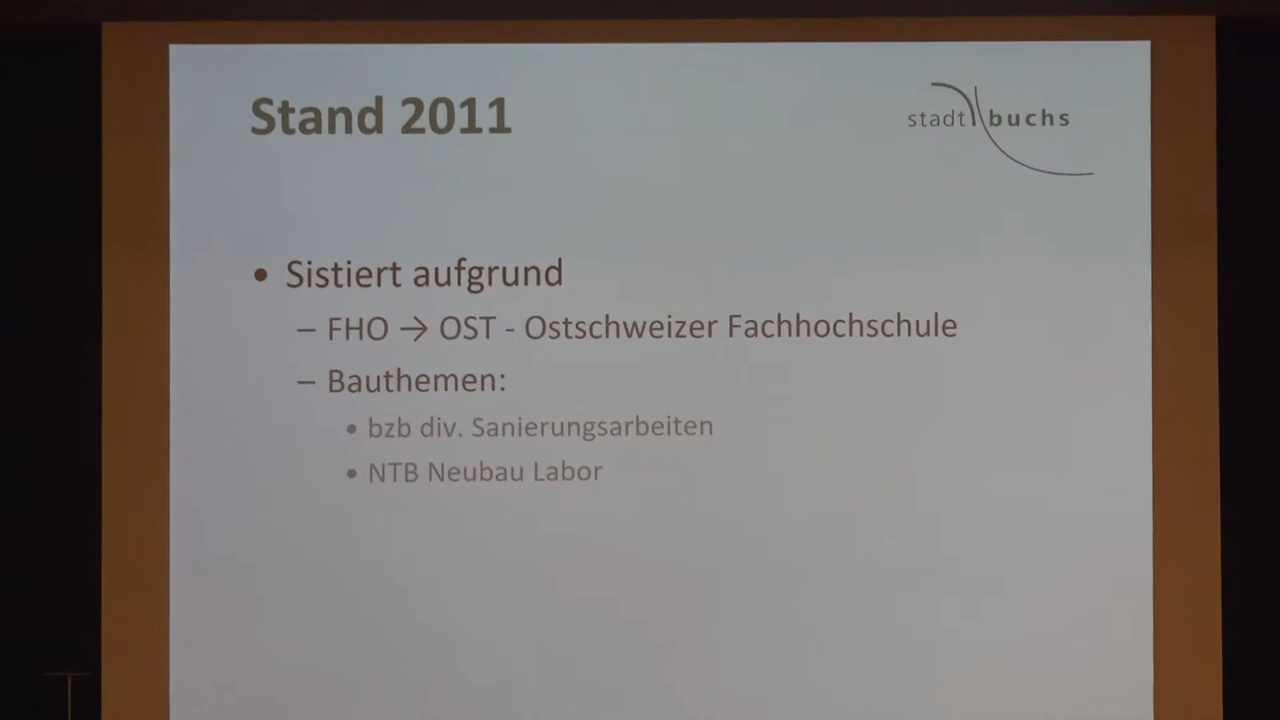 Stand 2011
stadt buchs
• Sistiert aufgrund
– FHO → OST - Ostschweizer Fachhochschule
– Bauthemen:
• bzb div. Sanierungsarbeiten
• NTB Neubau Labor